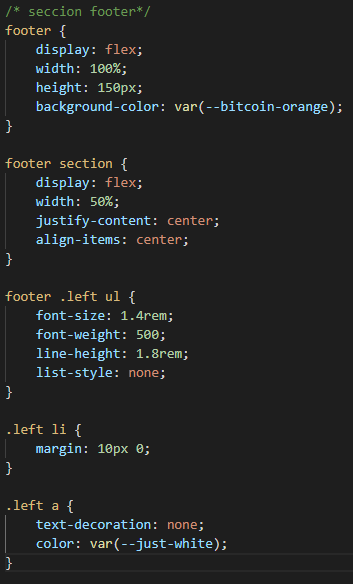 /* seccion footer*/
footer {
    display: flex;
    width: 100%;
    height: 150px;
    background-color: var(--bitcoin-orange);
}

footer section {
    display: flex;
    width: 50%;
    justify-content: center;
    align-items: center;
}

footer .left ul {
    font-size: 1.4rem;
    font-weight: 500;
    line-height: 1.8rem;
    list-style: none;
}

.left li {
    margin: 10px 0;
}

.left a {
    text-decoration: none;
    color: var(--just-white);
}